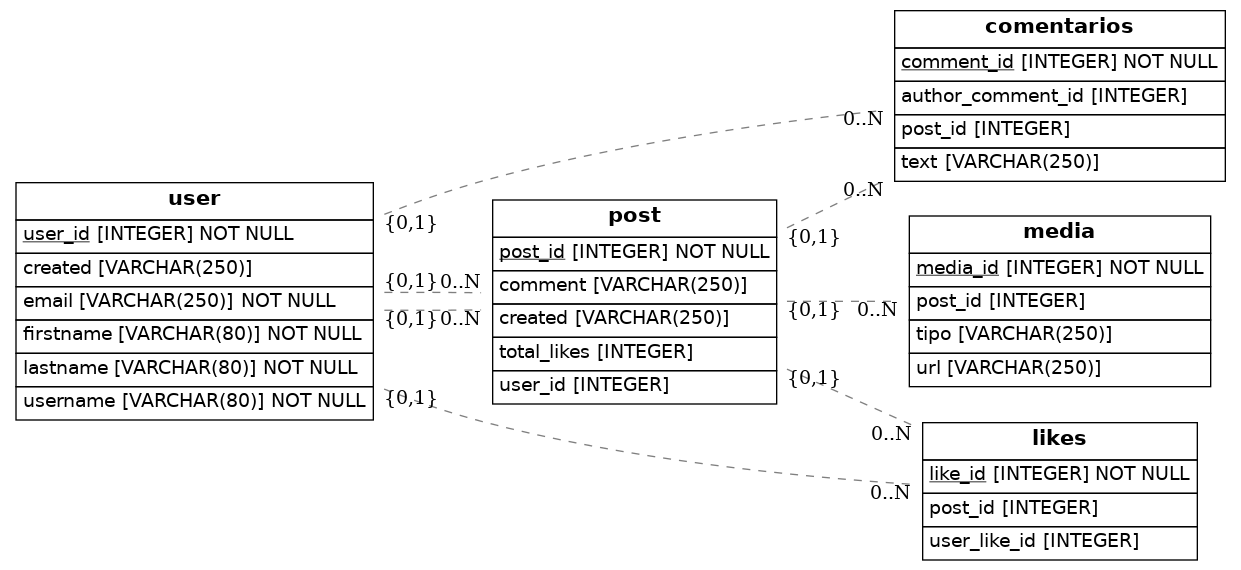 user
user_id [INTEGER] NOT NULL
created [VARCHAR(250)]
email [VARCHAR(250)] NOT NULL
firstname [VARCHAR(80)] NOT NULL
lastname [VARCHAR(80)] NOT NULL
username [VARCHAR(80)] NOT NULL
{0,1}
0..N
{0,1}
0..N
{0,1}
0..N
{0,1}
0..N
post
post_id [INTEGER] NOT NULL
comment [VARCHAR(250)]
created [VARCHAR(250)]
total_likes [INTEGER]
user_id [INTEGER]
{0,1}
0..N
{0,1}
0..N
{0,1}
0..N
comentarios
comment_id [INTEGER] NOT NULL
author_comment_id [INTEGER]
post_id [INTEGER]
text [VARCHAR(250)]
media
media_id [INTEGER] NOT NULL
post_id [INTEGER]
tipo [VARCHAR(250)]
url [VARCHAR(250)]
likes
like_id [INTEGER] NOT NULL
post_id [INTEGER]
user_like_id [INTEGER]